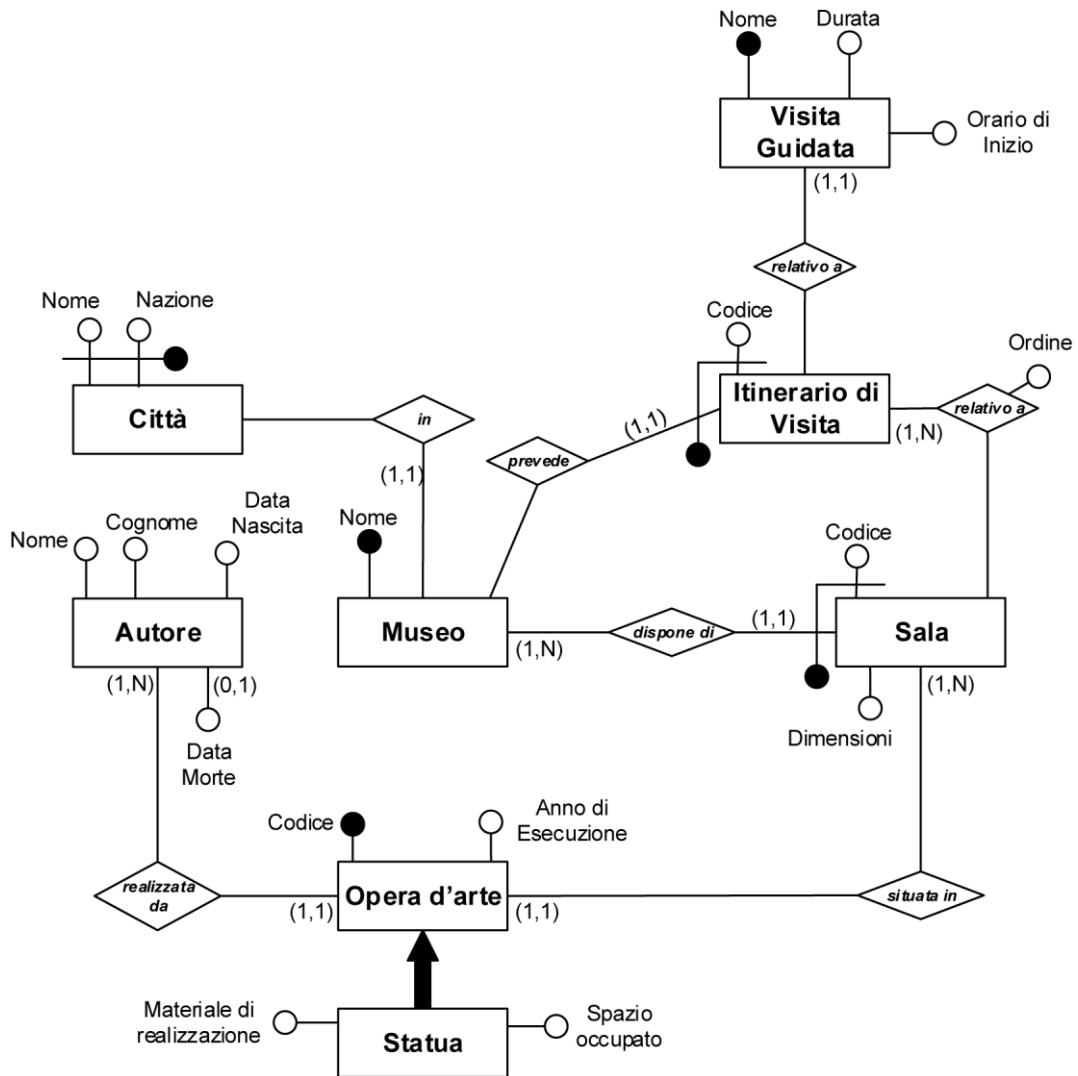 Nome
Durata
Visita
Guidata
Orario di
Inizio
(1,1)
relativo a
Nome
Nazione
Codice
Ordine
Città
in
(1,1)
Itinerario di
Visita
(1,N)
relativo a
prevede
(1,1)
Nome
Cognome
Data
Nascita
Nome
Codice
Autore
Museo
(1,N)
dispone di
(1,1)
Sala
(1,N)
(0,1)
(1,N)
Data
Morte
Dimensioni
Codice
Anno di
Esecuzione
realizzata
da
(1,1)
Opera d'arte
(1,1)
situata in
Materiale di
realizzazione
Statua
Spazio
occupato